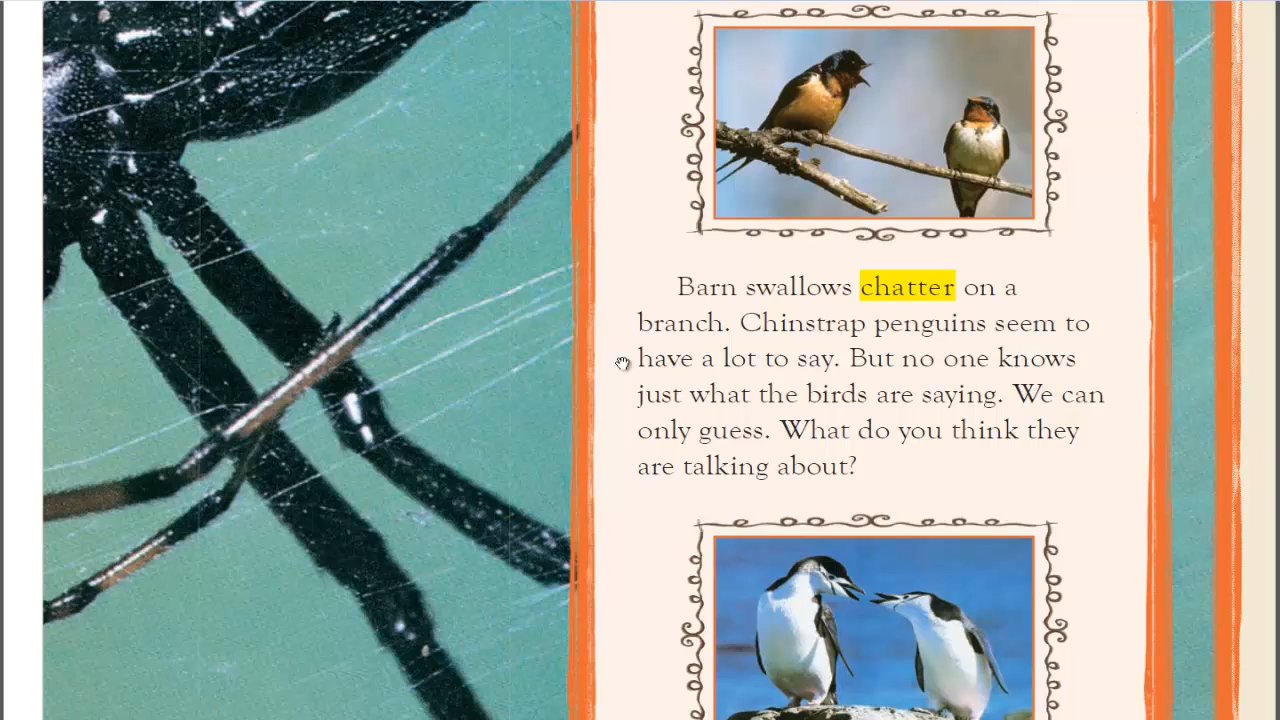 Barn swallows chatter on a
branch. Chinstrap penguins seem to
have a lot to say. But no one knows
just what the birds are saying. We can
only guess. What do you think they
are talking about?